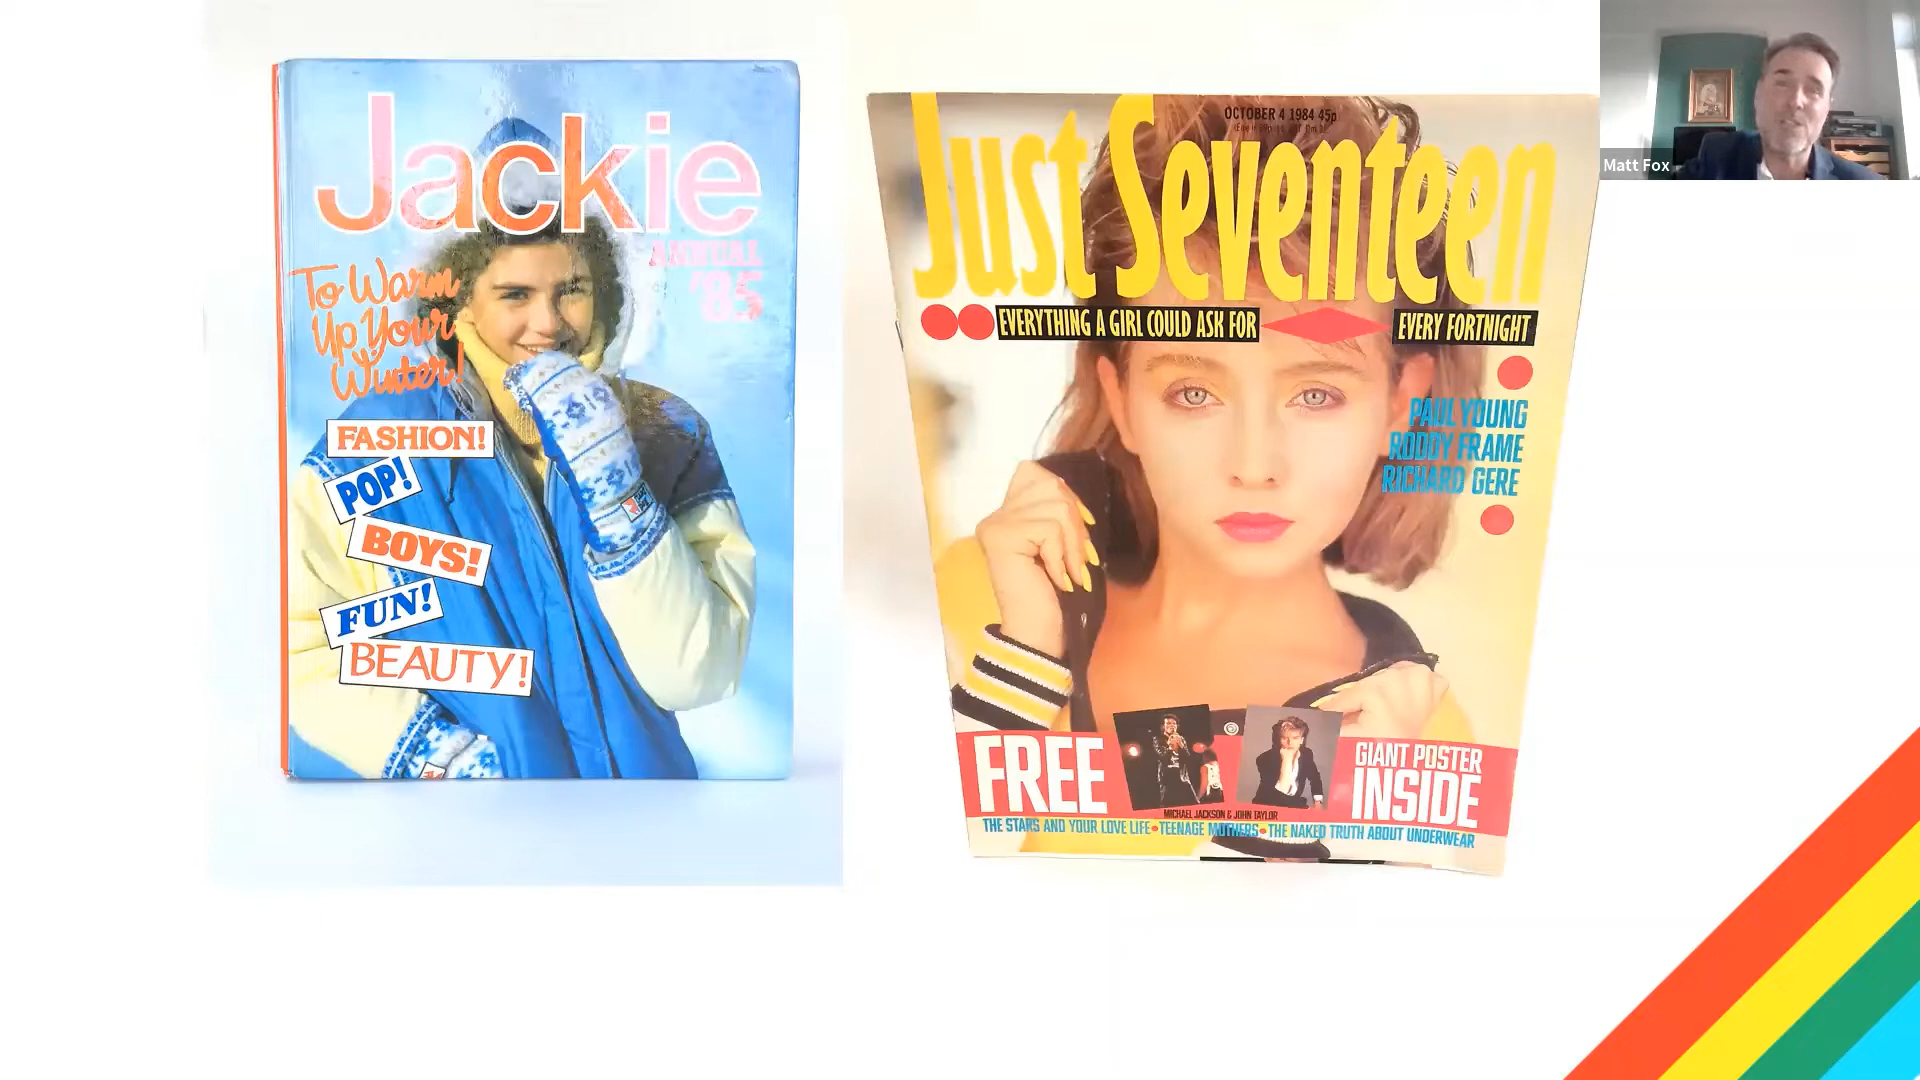 Jackie
ANNUAL
'85
To Warm
Up Your
Winter!
FASHION!
POP!
BOYS!
FUN!
BEAUTY!
OCTOBER 4 1984 45p
Just Seventeen
EVERYTHING A GIRL COULD ASK FOR
EVERY FORTNIGHT
PAUL YOUNG
RODDY FRAME
RICHARD GERE
FREE
GIANT POSTER
INSIDE
MICHAEL JACKSON & JOHN TAYLOR
THE STARS AND YOUR LOVE LIFE • TEENAGE MOTHERS • THE NAKED TRUTH ABOUT UNDERWEAR
Matt Fox